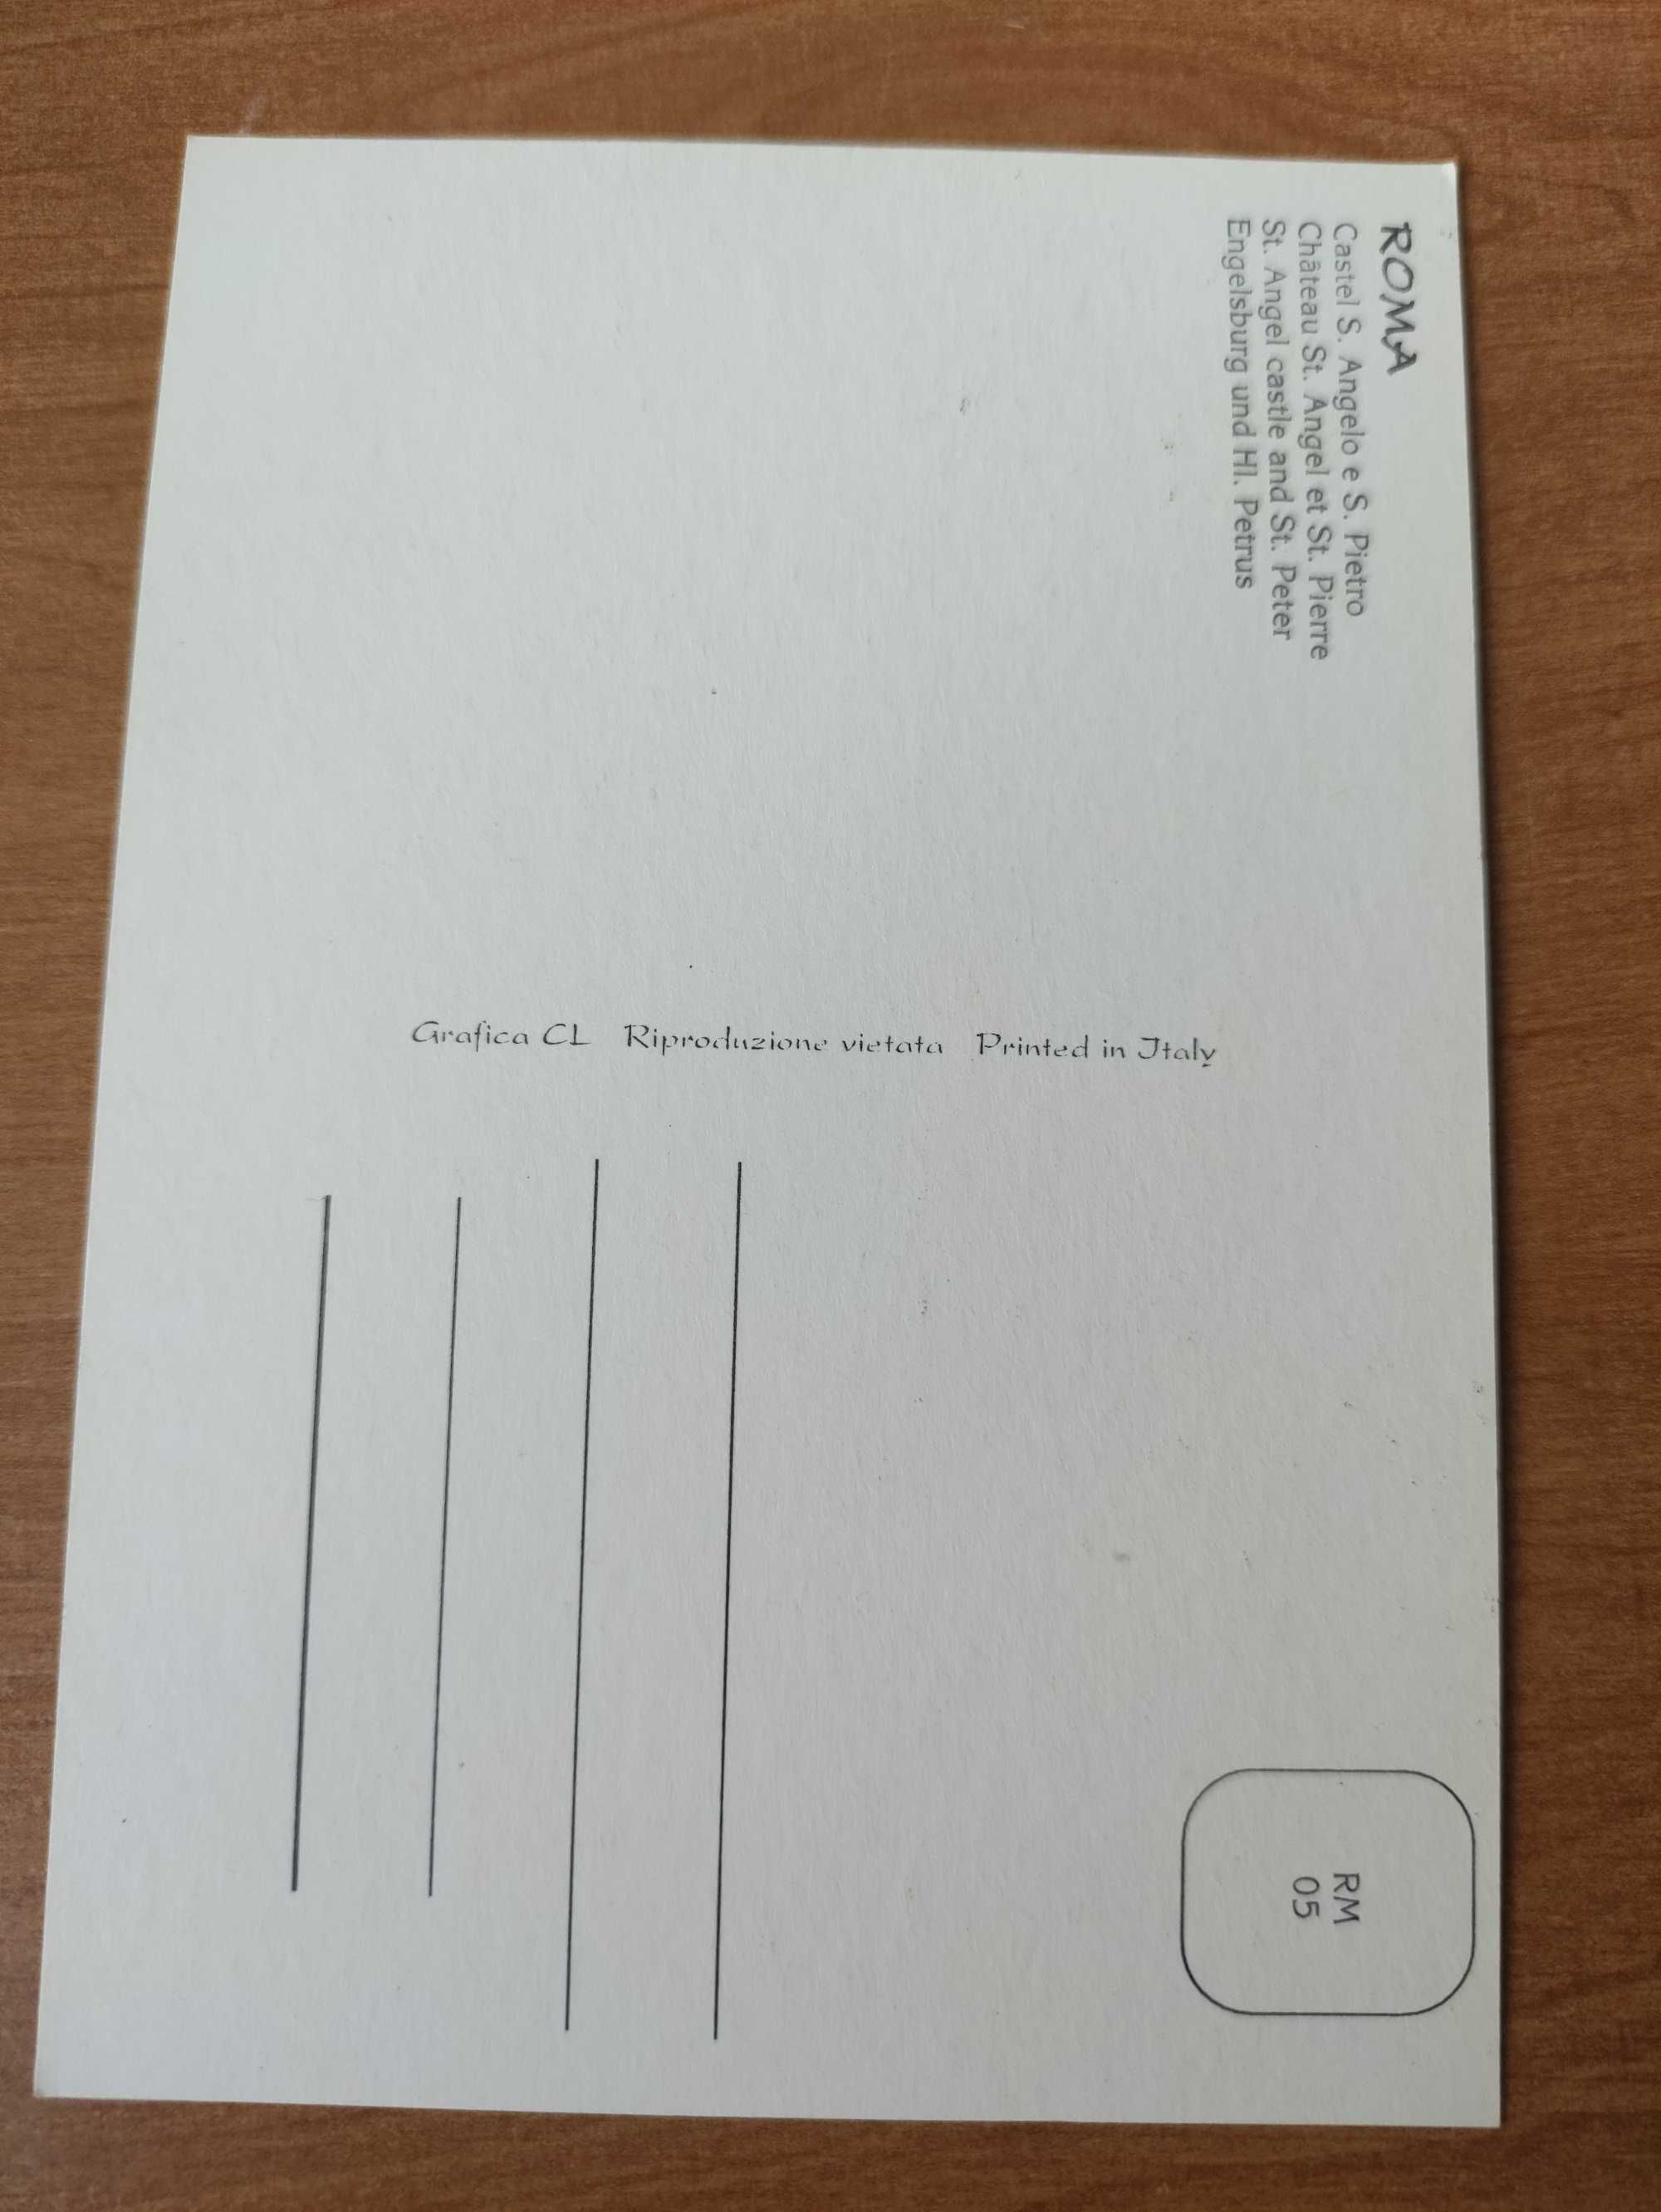 ROMA
Castel S. Angelo e S. Pietro
Château St. Angel et St. Pierre
St. Angel castle and St. Peter
Engelsburg und Hl. Petrus
Grafica CL Riproduzione vietata Printed in Italy
RM
05